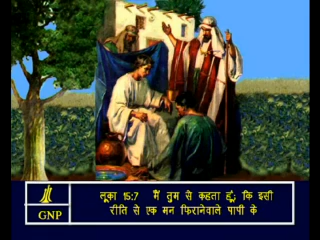 लूका 15:7 मैं तुम से कहता हूं; कि इसी
रीति से एक मन फिरानेवाले पापी के
GNP